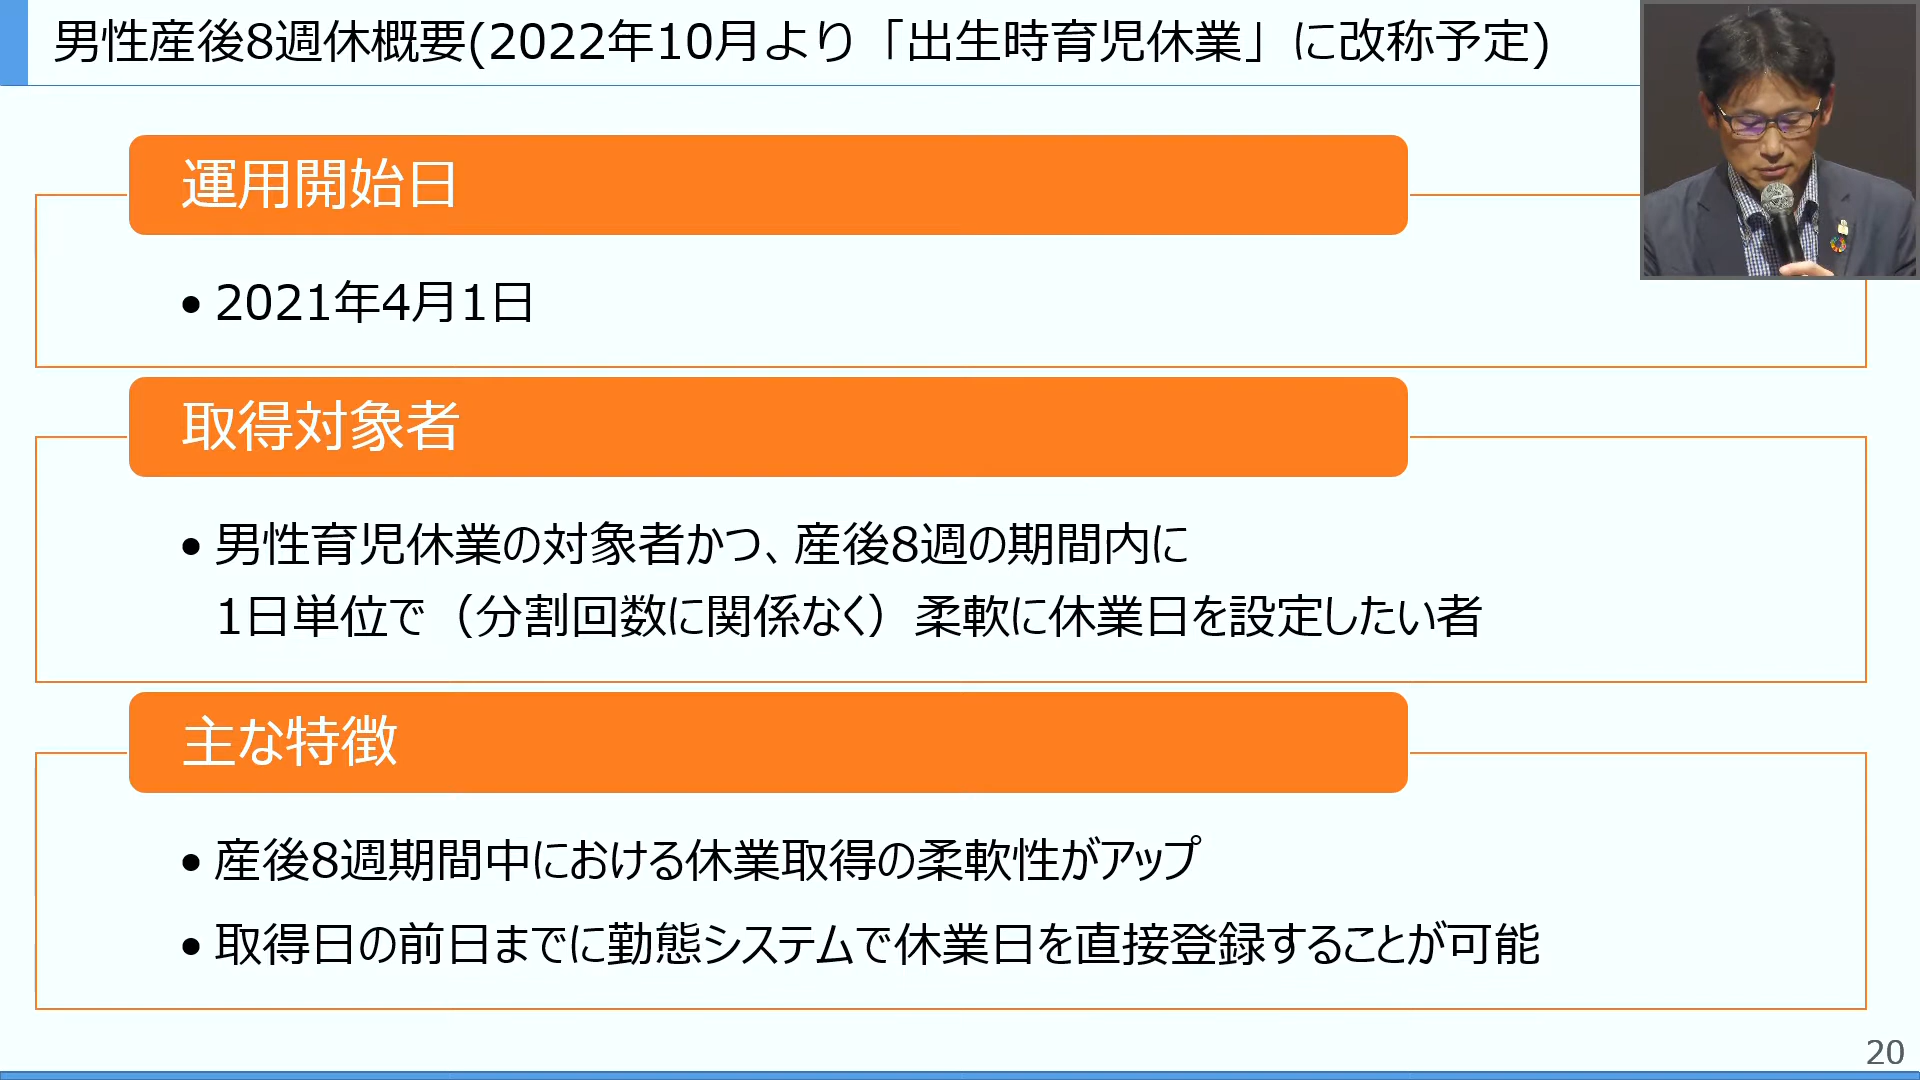 男性産後8週休概要(2022年10月より「出生時育児休業」に改称予定)
運用開始日
• 2021年4月1日
取得対象者
• 男性育児休業の対象者かつ、産後8週の期間内に
1日単位で（分割回数に関係なく）柔軟に休業日を設定したい者
主な特徴
• 産後8週期間中における休業取得の柔軟性がアップ
• 取得日の前日までに勤態システムで休業日を直接登録することが可能
20